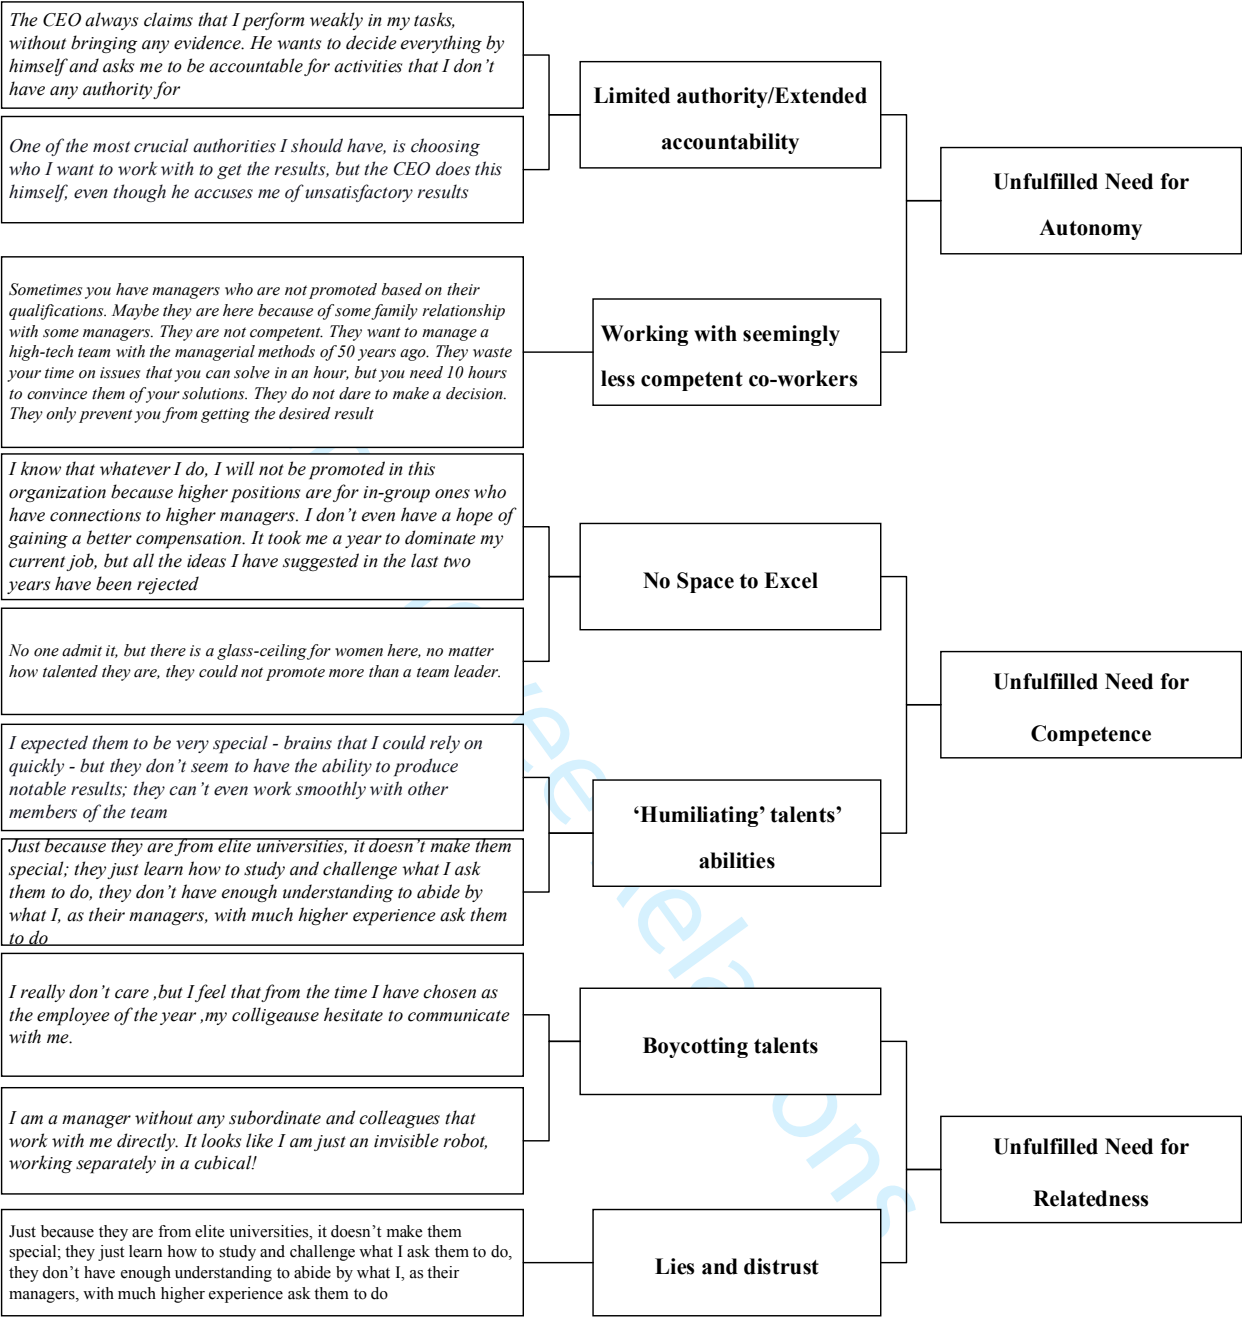 The CEO always claims that I perform weakly in my tasks,
without bringing any evidence. He wants to decide everything by
himself and asks me to be accountable for activities that I don't
have any authority for
One of the most crucial authorities I should have, is choosing
who I want to work with to get the results, but the CEO does this
himself, even though he accuses me of unsatisfactory results
Limited authority/Extended
accountability
Sometimes you have managers who are not promoted based on their
qualifications. Maybe they are here because of some family relationship
with some managers. They are not competent. They want to manage a
high-tech team with the managerial methods of 50 years ago. They waste
your time on issues that you can solve in an hour, but you need 10 hours
to convince them of your solutions. They do not dare to make a decision.
They only prevent you from getting the desired result
Working with seemingly
less competent co-workers
Unfulfilled Need for
Autonomy
I know that whatever I do, I will not be promoted in this
organization because higher positions are for in-group ones who
have connections to higher managers. I don't even have a hope of
gaining a better compensation. It took me a year to dominate my
current job, but all the ideas I have suggested in the last two
years have been rejected
No one admit it, but there is a glass-ceiling for women here, no matter
how talented they are, they could not promote more than a team leader.
No Space to Excel
I expected them to be very special - brains that I could rely on
quickly - but they don't seem to have the ability to produce
notable results; they can't even work smoothly with other
members of the team
Just because they are from elite universities, it doesn't make them
special; they just learn how to study and challenge what I ask
them to do, they don't have enough understanding to abide by
what I, as their managers, with much higher experience ask them
to do
‘Humiliating’ talents’
abilities
Unfulfilled Need for
Competence
I really don't care ,but I feel that from the time I have chosen as
the employee of the year ,my colligeause hesitate to communicate
with me.
I am a manager without any subordinate and colleagues that
work with me directly. It looks like I am just an invisible robot,
working separately in a cubical!
Boycotting talents
Just because they are from elite universities, it doesn't make them
special; they just learn how to study and challenge what I ask them to do,
they don't have enough understanding to abide by what I, as their
managers, with much higher experience ask them to do
Lies and distrust
Unfulfilled Need for
Relatedness